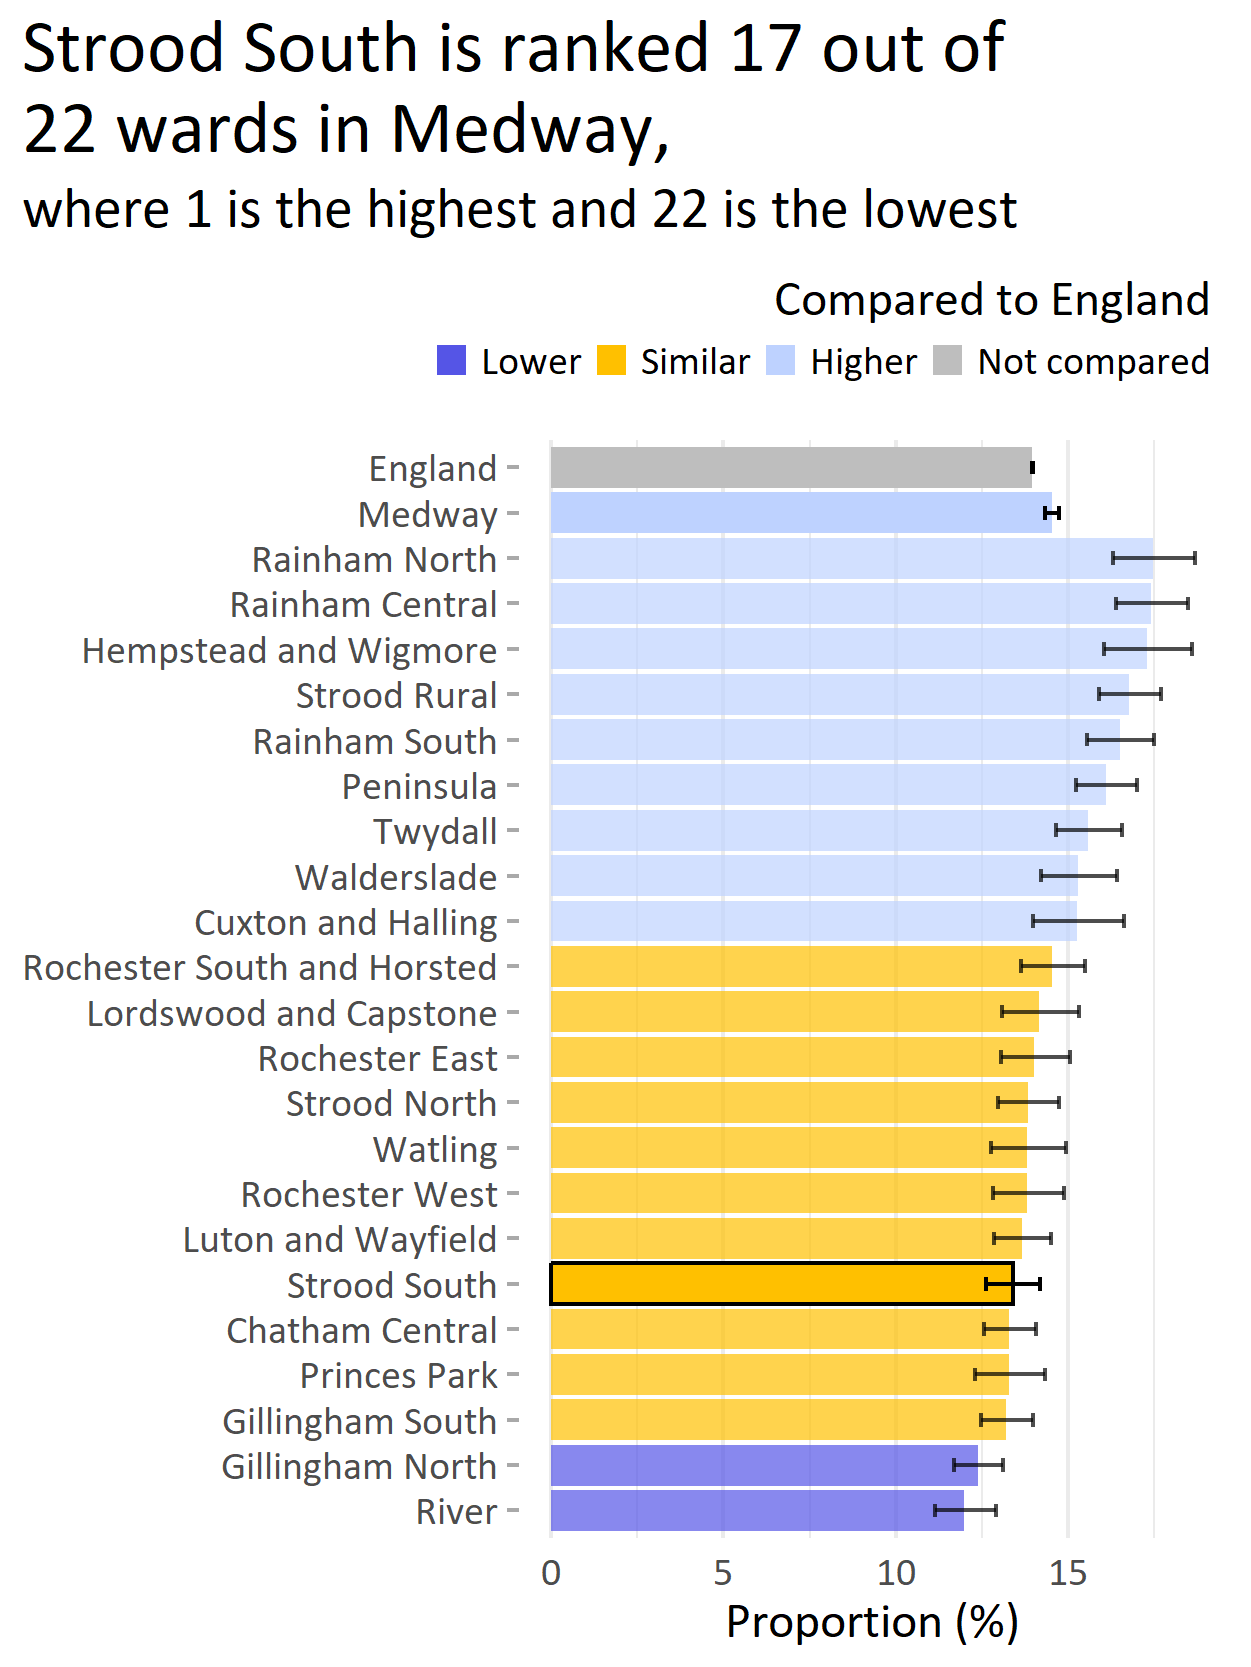 Strood South is ranked 17 out of
22 wards in Medway,
where 1 is the highest and 22 is the lowest
Compared to England
Lower Similar Higher Not compared
England
Medway
Rainham North
Rainham Central
Hempstead and Wigmore
Strood Rural
Rainham South
Peninsula
Twydall
Walderslade
Cuxton and Halling
Rochester South and Horsted
Lordswood and Capstone
Rochester East
Strood North
Watling
Rochester West
Luton and Wayfield
Strood South
Chatham Central
Princes Park
Gillingham South
Gillingham North
River
0 5 10 15
Proportion (%)